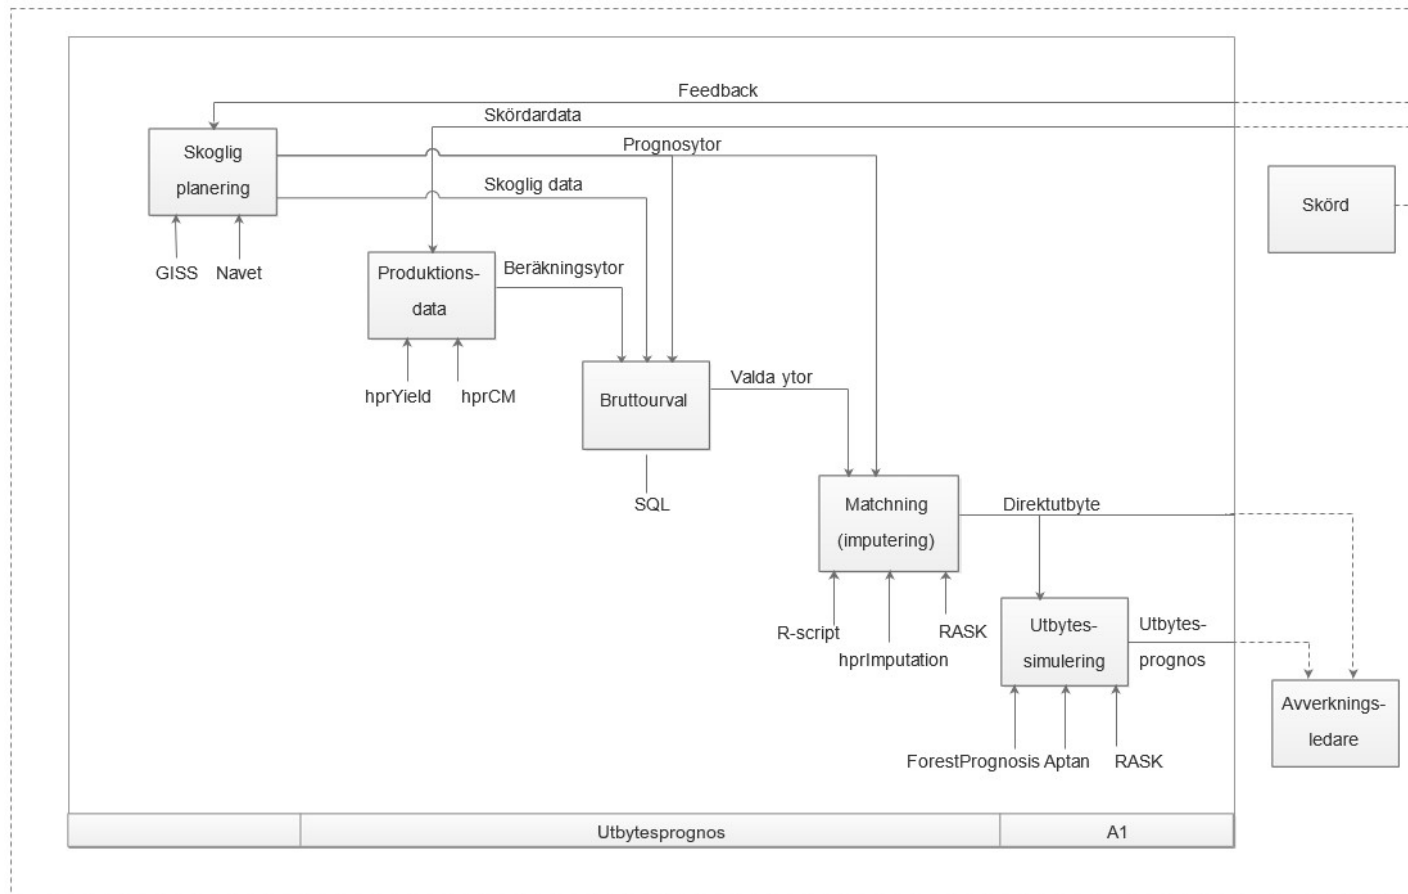 Feedback
Skördardata
Prognosytor
Skoglig
planering
Skoglig data
Skörd
GISS
Navet
Produktions-
data
Beräkningsytor
hprYield
hprCM
Bruttourval
Valda ytor
SQL
Matchning
(imputering)
Direktutbyte
R-script
hprImputation
RASK
Utbytes-
simulering
Utbytes-
prognos
Avverknings-
ledare
ForestPrognosis
Aptan
RASK
Utbytesprognos
A1